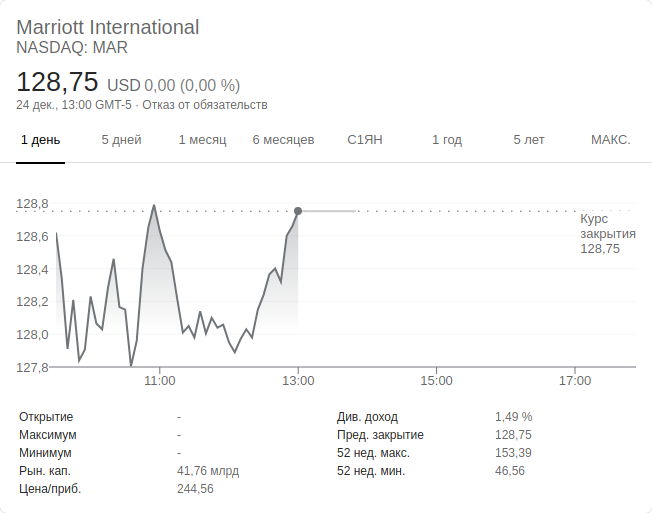 Marriott International
NASDAQ: MAR
128,75 USD 0,00 (0,00 %)
24 дек., 13:00 GMT-5 · Отказ от обязательств
1 день 5 дней 1 месяц 6 месяцев С1ЯН 1 год 5 лет МАКС.
128,8
128,6
128,4
128,2
128,0
127,8
Курс
закрытия
128,75
11:00 13:00 15:00 17:00
Открытие - Див. доход 1,49 %
Максимум - Пред. закрытие 128,75
Минимум - 52 нед. макс. 153,39
Рын. кап. 41,76 млрд 52 нед. мин. 46,56
Цена/приб. 244,56